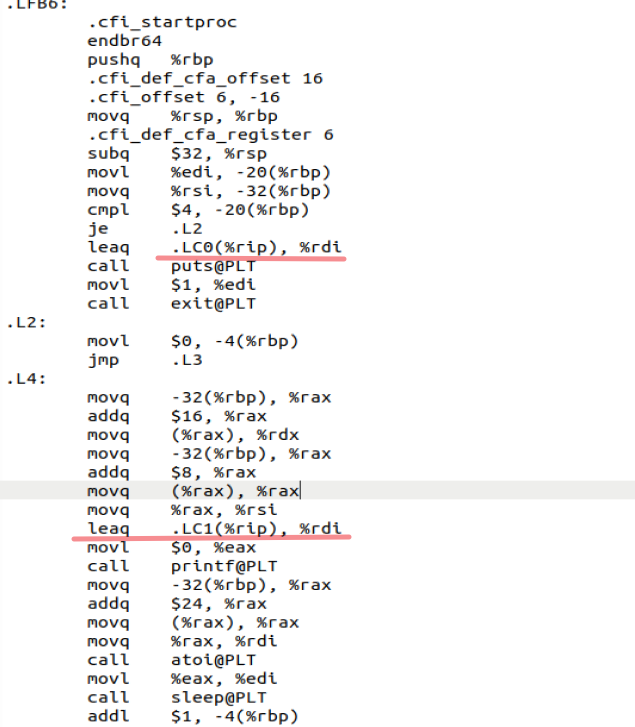 .LFB6:
.cfi_startproc
endbr64
pushq %rbp
.cfi_def_cfa_offset 16
.cfi_offset 6, -16
movq %rsp, %rbp
.cfi_def_cfa_register 6
subq $32, %rsp
movl %edi, -20(%rbp)
movq %rsi, -32(%rbp)
cmpl $4, -20(%rbp)
je .L2
leaq .LC0(%rip), %rdi
call puts@PLT
movl $1, %edi
call exit@PLT
.L2:
movl $0, -4(%rbp)
jmp .L3
.L4:
movq -32(%rbp), %rax
addq $16, %rax
movq (%rax), %rdx
movq -32(%rbp), %rax
addq $8, %rax
movq (%rax), %rax
movq %rax, %rsi
leaq .LC1(%rip), %rdi
movl $0, %eax
call printf@PLT
movq -32(%rbp), %rax
addq $24, %rax
movq (%rax), %rax
movq %rax, %rdi
call atoi@PLT
movl %eax, %edi
call sleep@PLT
addl $1, -4(%rbp)